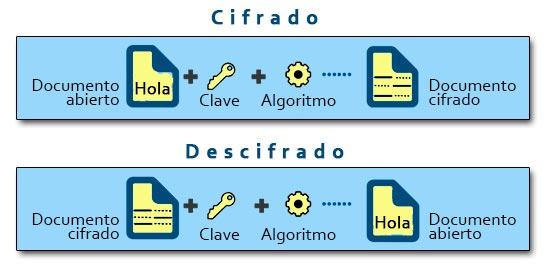 Cifrado
Documento
abierto
Hola
Clave
Algoritmo
Documento
cifrado
Descifrado
Documento
cifrado
Clave
Algoritmo
Hola
Documento
abierto